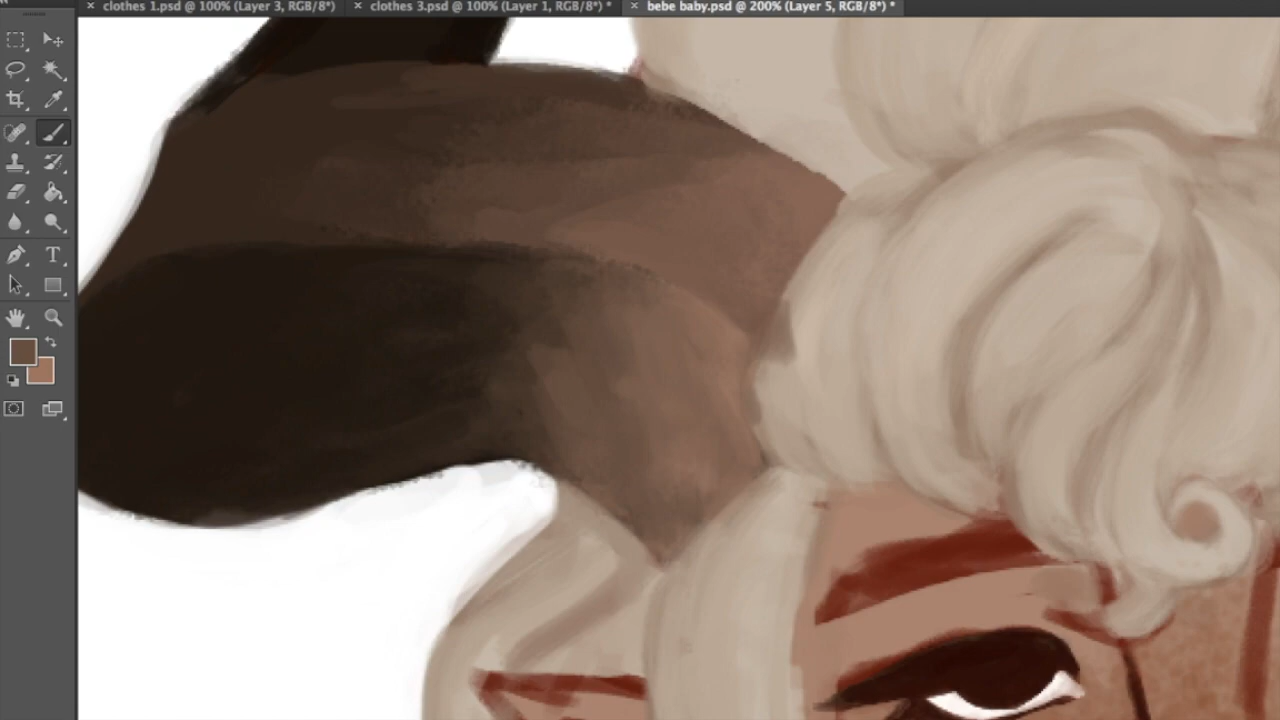 clothes 1.psd @ 100% (Layer 3, RGB/8*)
clothes 3.psd @ 100% (Layer 1, RGB/8*) *
bebe baby.psd @ 200% (Layer 5, RGB/8*) *